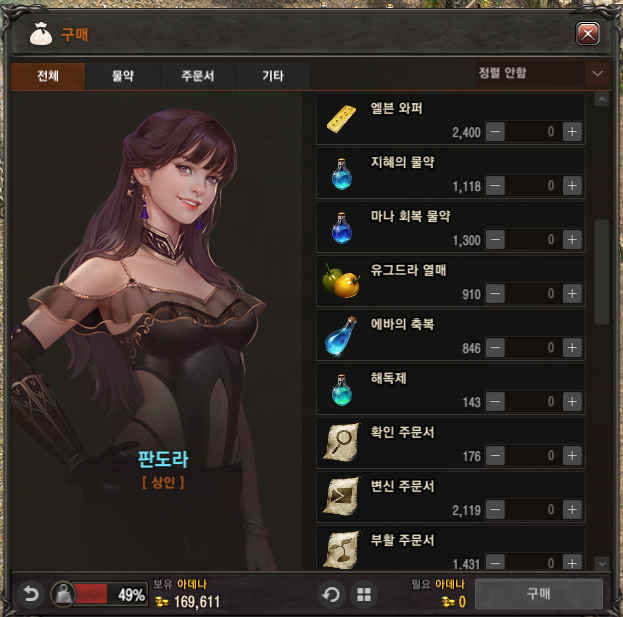 구매
전체 물약 주문서 기타 정렬 안함
엘븐 와퍼
2,400 0
지혜의 물약
1,118 0
마나 회복 물약
1,300 0
유그드라 열매
910 0
에바의 축복
846 0
해독제
143 0
확인 주문서
176 0
변신 주문서
2,119 0
부활 주문서
1,431 0
판도라
[ 상인 ]
49% 보유 아데나
169,611
필요 아데나
0
구매